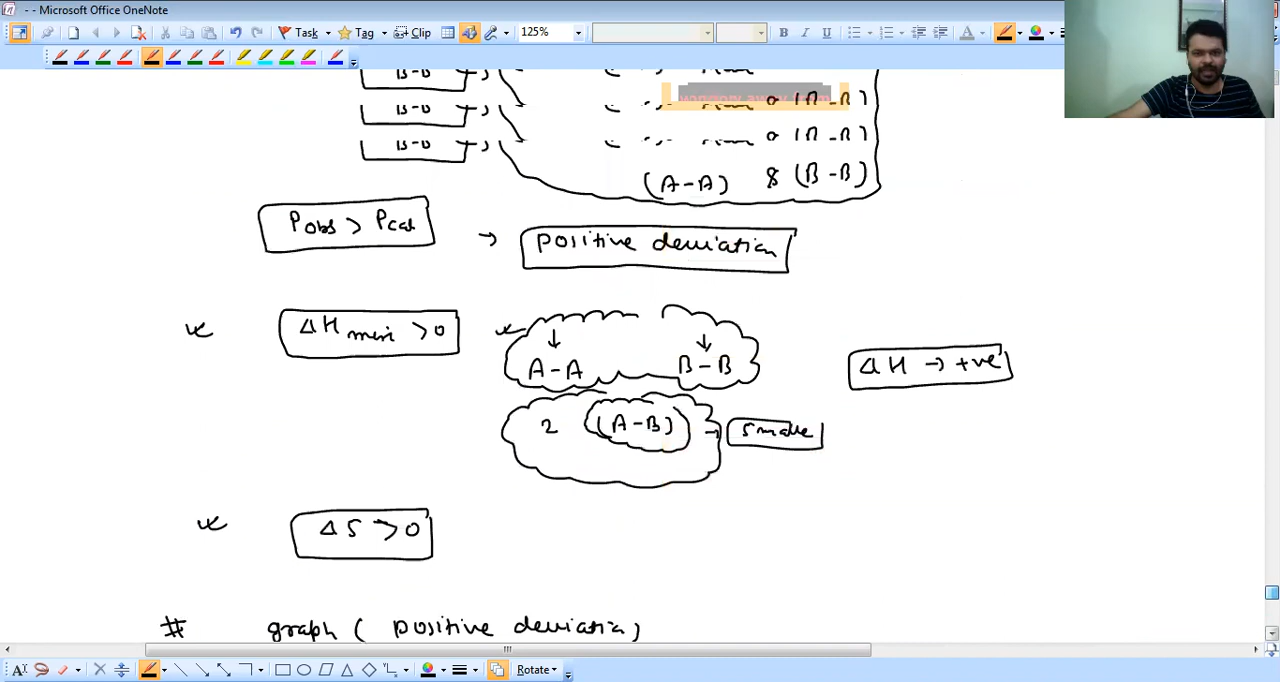 - - Microsoft Office OneNote
Task Tag Clip 125% B I U A
B-B
B-B
B-B
(A-A) & (B-B)
Pobs > Pcal → positive deviation
ΔH mix > 0
A-A B-B
ΔH → +ve
2 (A-B) →
ΔS > 0
# graph ( positive deviation)
Rotate